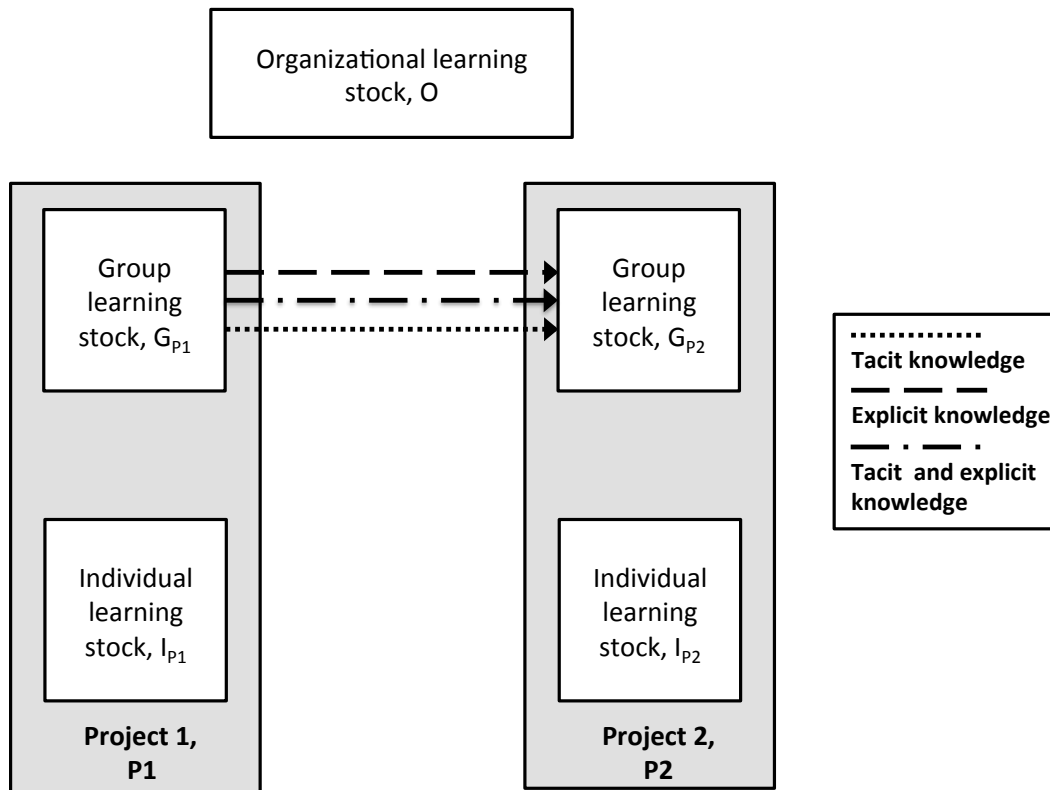 Organizational learning
stock, O
Group
learning
stock, G_P1
Group
learning
stock, G_P2
Individual
learning
stock, I_P1
Individual
learning
stock, I_P2
Project 1,
P1
Project 2,
P2
Tacit knowledge
Explicit knowledge
Tacit and explicit
knowledge